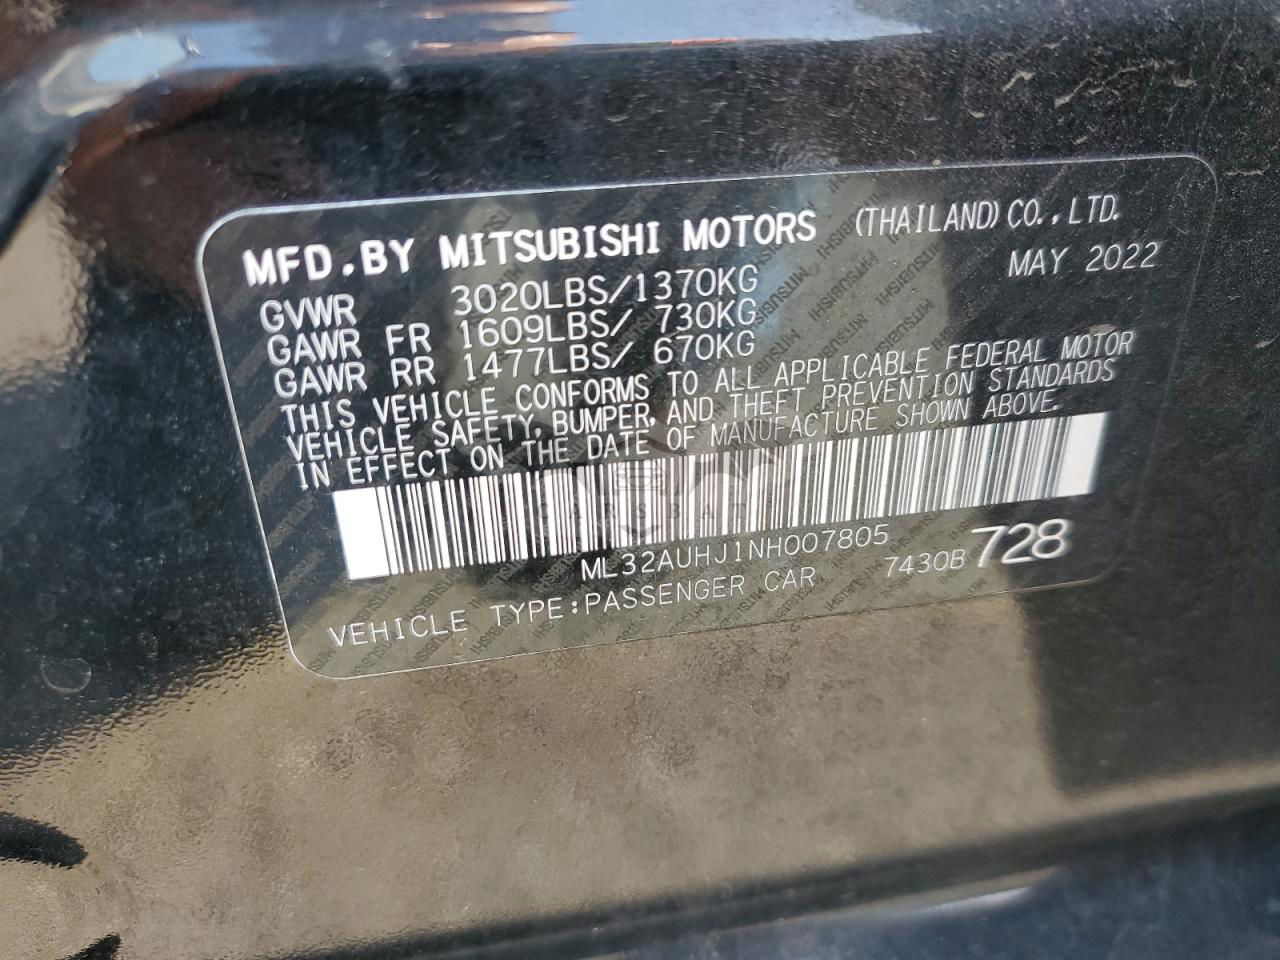 MFD.BY MITSUBISHI MOTORS (THAILAND)CO.,LTD.
MAY 2022
GVWR 3020LBS/1370KG
GAWR FR 1609LBS/ 730KG
GAWR RR 1477LBS/ 670KG
THIS VEHICLE CONFORMS TO ALL APPLICABLE FEDERAL MOTOR
VEHICLE SAFETY, BUMPER, AND THEFT PREVENTION STANDARDS
IN EFFECT ON THE DATE OF MANUFACTURE SHOWN ABOVE.
CARSBAT
ML32AUHJ1NH007805
VEHICLE TYPE:PASSENGER CAR 7430B 728